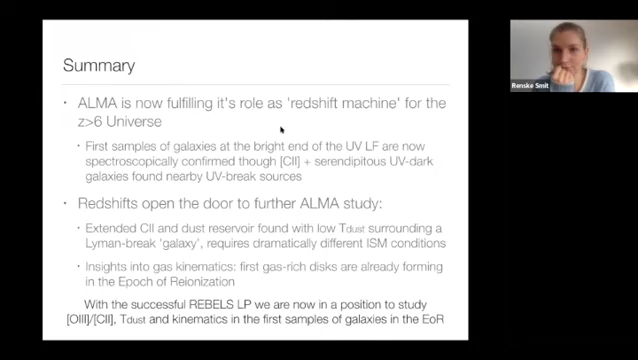 Summary
• ALMA is now fulfilling it's role as 'redshift machine' for the
z>6 Universe
• First samples of galaxies at the bright end of the UV LF are now
spectroscopically confirmed though [CII] + serendipitous UV-dark
galaxies found nearby UV-break sources
• Redshifts open the door to further ALMA study:
• Extended CII and dust reservoir found with low Tdust surrounding a
Lyman-break 'galaxy', requires dramatically different ISM conditions
• Insights into gas kinematics: first gas-rich disks are already forming
in the Epoch of Reionization
With the successful REBELS LP we are now in a position to study
[OIII]/[CII], Tdust and kinematics in the first samples of galaxies in the EoR
Renske Smit